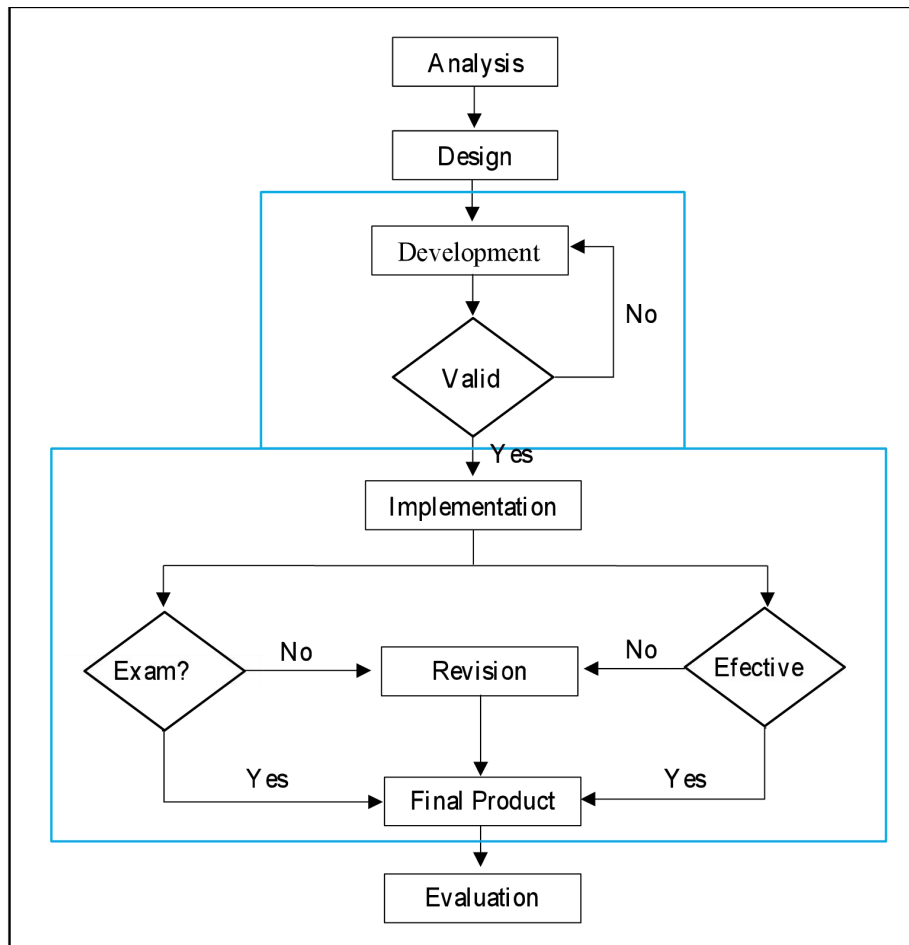 Analysis
Design
Development
No
Valid
Yes
Implementation
No
No
Exam?
Revision
Efective
Yes
Yes
Final Product
Evaluation